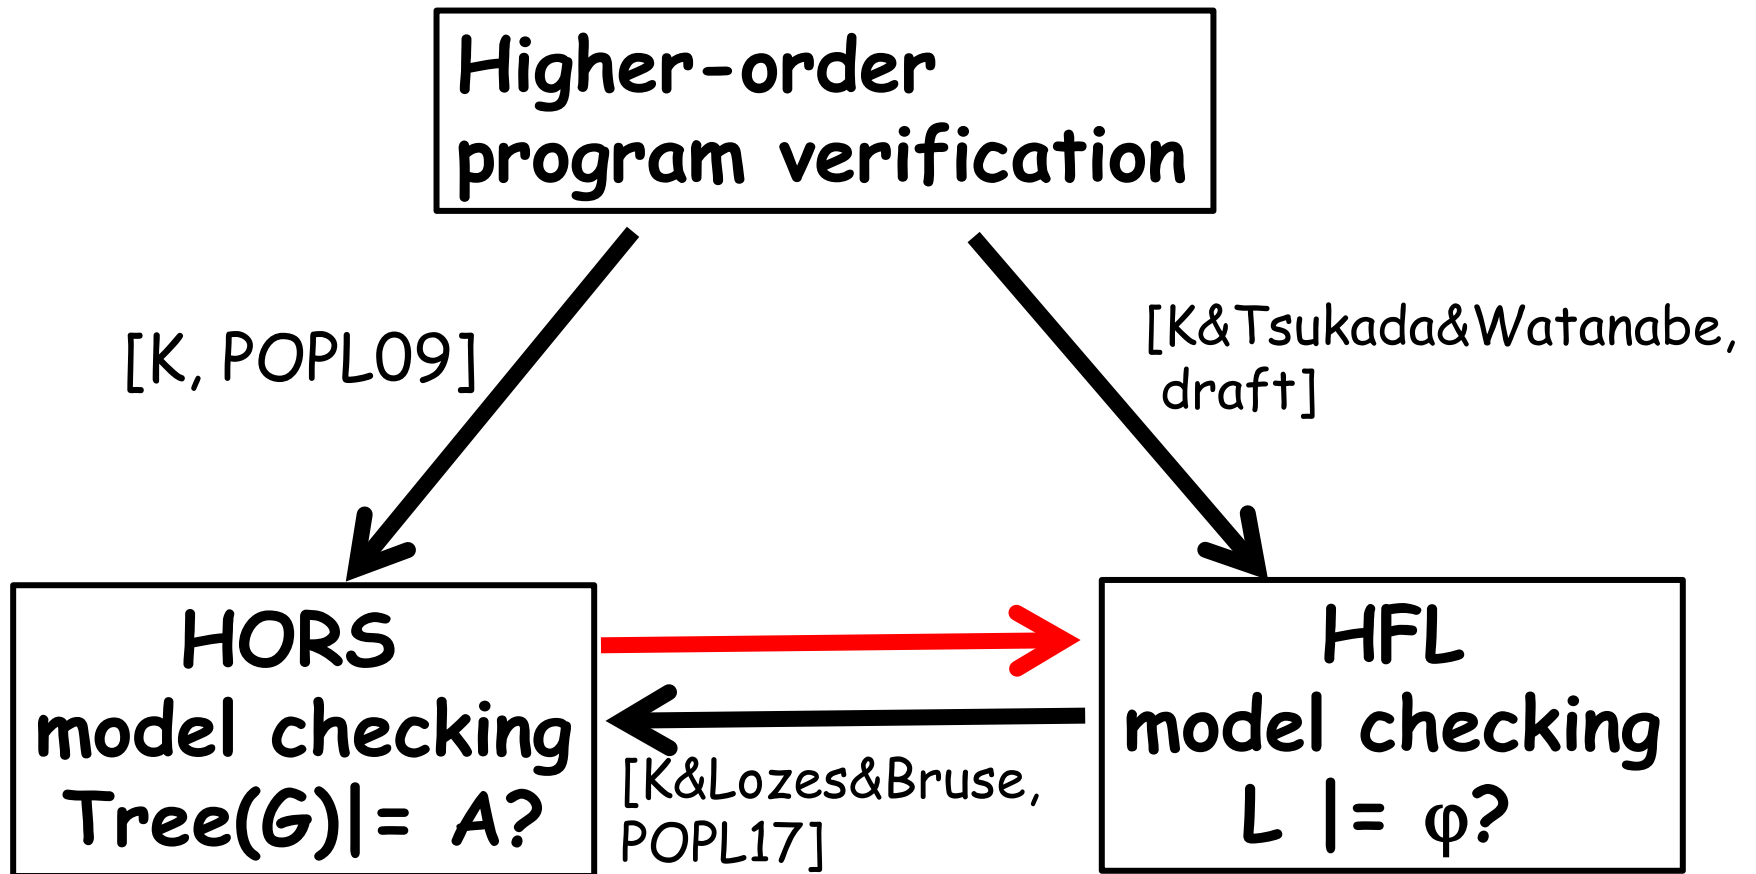 Higher-order
program verification
[K, POPL09]
[K&Tsukada&Watanabe,
draft]
HORS
model checking
Tree(G)|= A?
[K&Lozes&Bruse,
POPL17]
HFL
model checking
L |= φ?